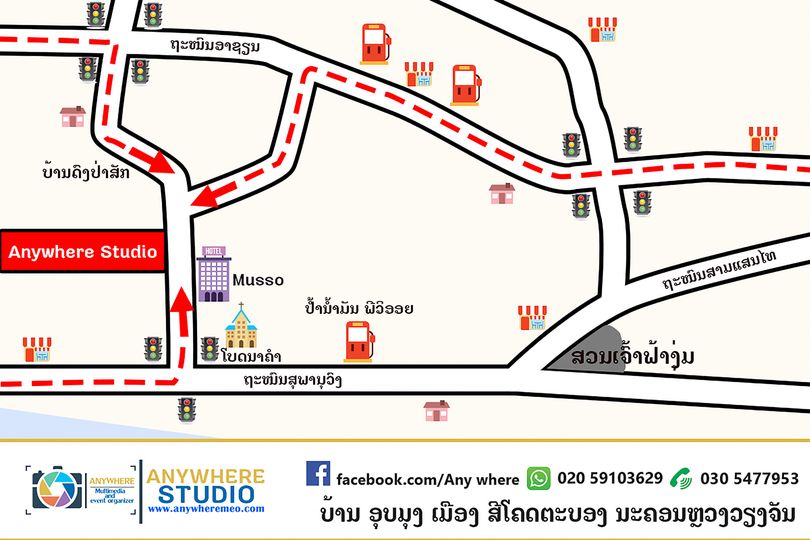 ຖະໜົນອາຊຽນ
ບ້ານດົງປ່າສັກ
Anywhere Studio
HOTEL
Musso
ໂບດນາຄຳ
ປ້ຳນ້ຳມັນ ພີວີອອຍ
ຖະໜົນສາມແສນໄທ
ສວນເຈົ້າຟ້າງຸ່ມ
ຖະໜົນສຸພານຸວົງ
ANYWHERE
Multimedia
and
event organizer
ANYWHERE
STUDIO
www.anywheremeo.com
facebook.com/Any where
020 59103629
030 5477953
ບ້ານ ອຸບມຸງ ເມືອງ ສີໂຄດຕະບອງ ນະຄອນຫຼວງວຽງຈັນ